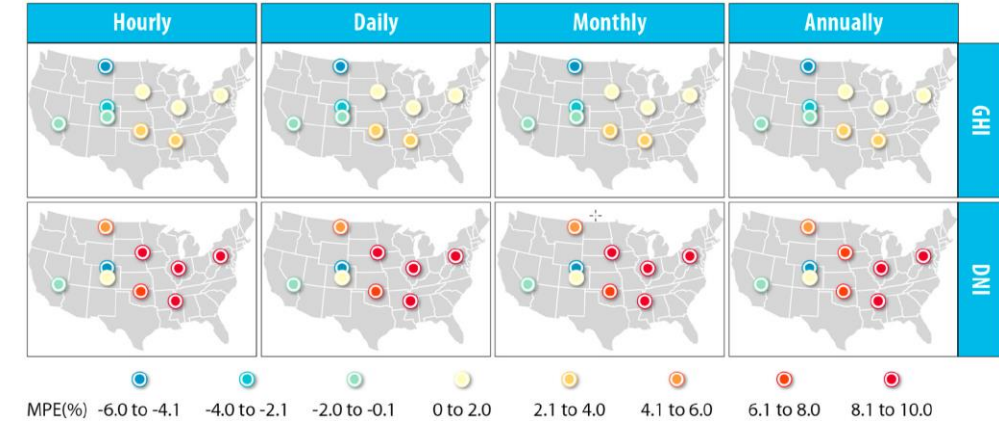 Hourly Daily Monthly Annually
GHI
DNI
MPE(%) -6.0 to -4.1 -4.0 to -2.1 -2.0 to -0.1 0 to 2.0 2.1 to 4.0 4.1 to 6.0 6.1 to 8.0 8.1 to 10.0